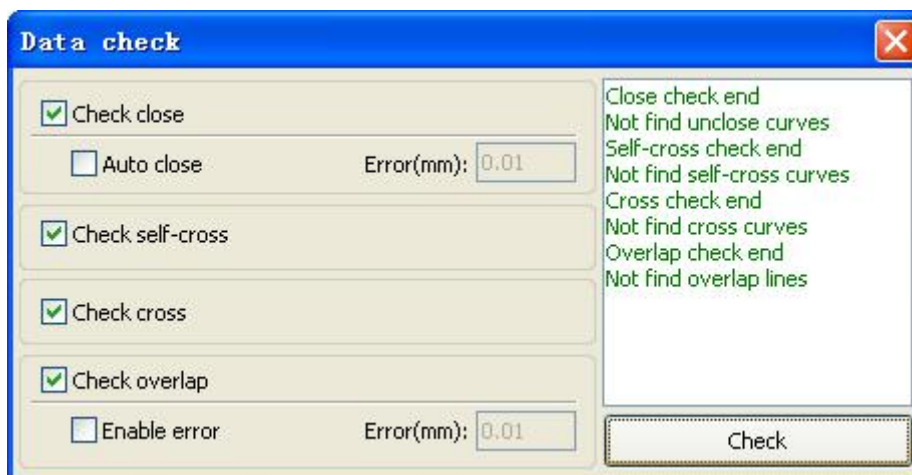 Data check
Check close
Auto close Error(mm): 0.01
Check self-cross
Check cross
Check overlap
Enable error Error(mm): 0.01
Close check end
Not find unclose curves
Self-cross check end
Not find self-cross curves
Cross check end
Not find cross curves
Overlap check end
Not find overlap lines
Check